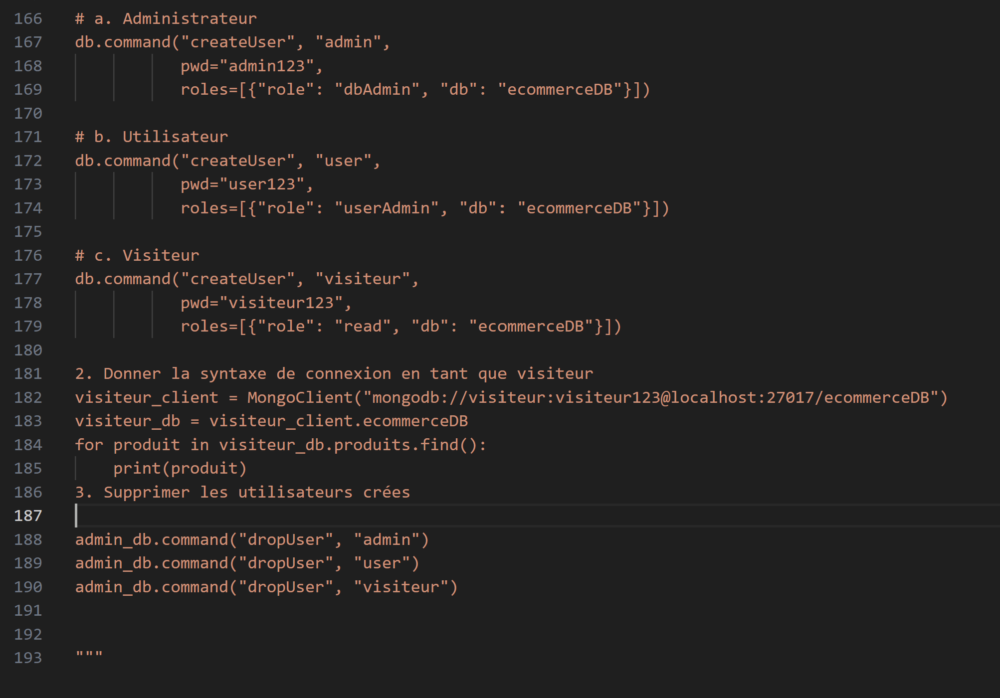 166 # a. Administrateur
167 db.command("createUser", "admin",
168 pwd="admin123",
169 roles=[{"role": "dbAdmin", "db": "ecommerceDB"}])
170
171 # b. Utilisateur
172 db.command("createUser", "user",
173 pwd="user123",
174 roles=[{"role": "userAdmin", "db": "ecommerceDB"}])
175
176 # c. Visiteur
177 db.command("createUser", "visiteur",
178 pwd="visiteur123",
179 roles=[{"role": "read", "db": "ecommerceDB"}])
180
181 2. Donner la syntaxe de connexion en tant que visiteur
182 visiteur_client = MongoClient("mongodb://visiteur:visiteur123@localhost:27017/ecommerceDB")
183 visiteur_db = visiteur_client.ecommerceDB
184 for produit in visiteur_db.produits.find():
185 print(produit)
186 3. Supprimer les utilisateurs crées
187
188 admin_db.command("dropUser", "admin")
189 admin_db.command("dropUser", "user")
190 admin_db.command("dropUser", "visiteur")
191
192
193 """